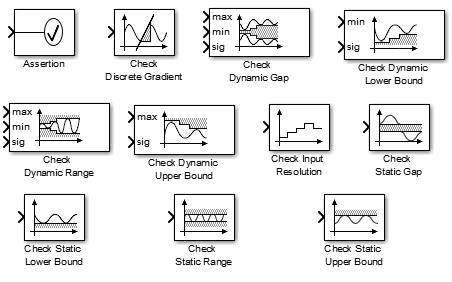 max
min
sig
min
sig
Assertion
Check
Discrete Gradient
Check
Dynamic Gap
Check Dynamic
Lower Bound
max
min
sig
max
sig
Check
Dynamic Range
Check Dynamic
Upper Bound
Check Input
Resolution
Check
Static Gap
Check Static
Lower Bound
Check
Static Range
Check Static
Upper Bound